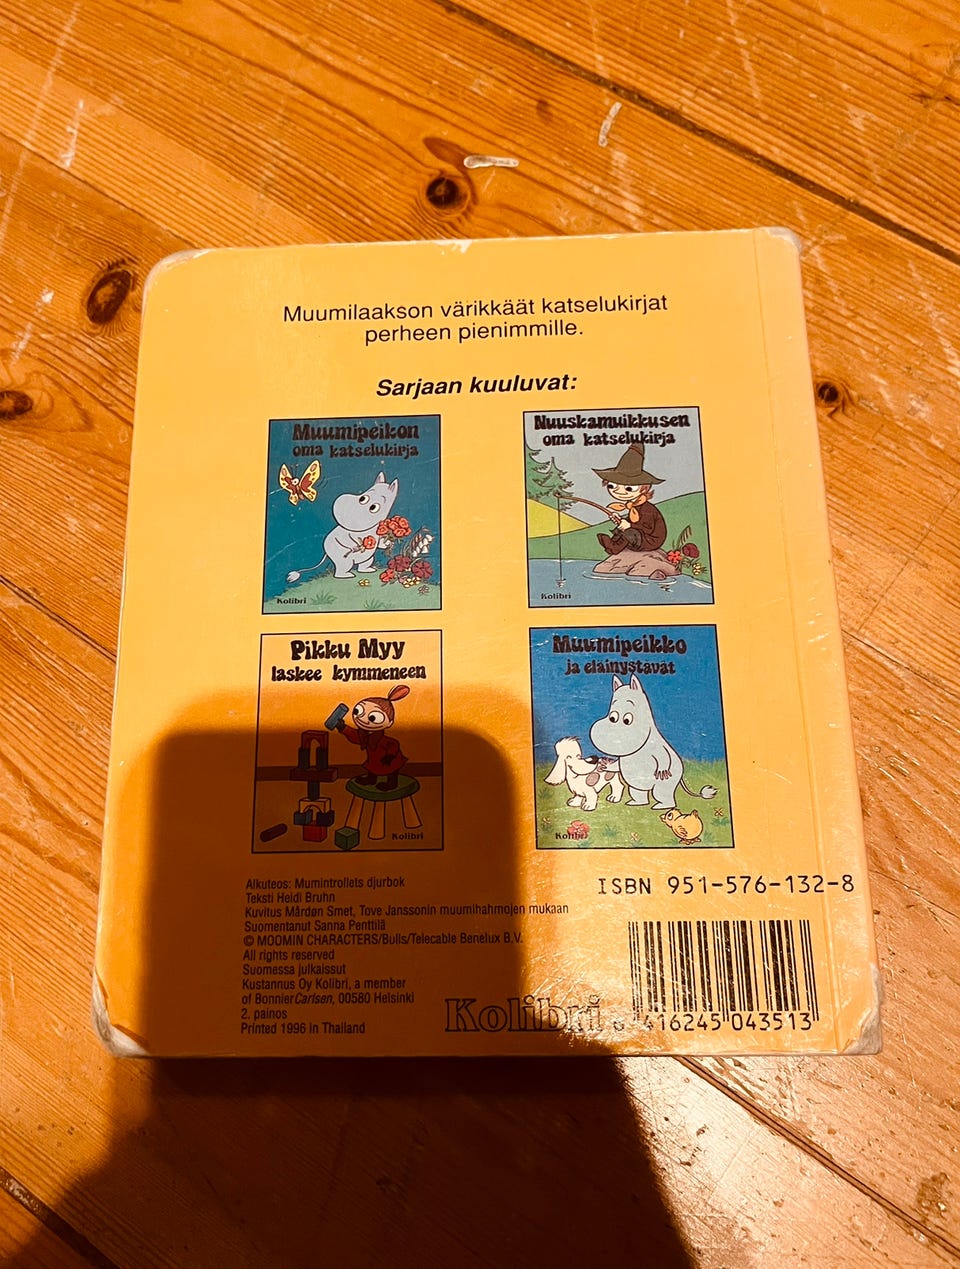 Muumilaakson värikkäät katselukirjat
perheen pienimmille.
Sarjaan kuuluvat:
Muumipeikon
oma katselukirja
Kolibri
Nuuskamuikkusen
oma katselukirja
Kolibri
Pikku Myy
laskee kymmeneen
Kolibri
Muumipeikko
ja eläinystävät
Kolibri
Alkuteos: Mumintrollets djurbok
Teksti Heidi Bruhn
Kuvitus Mårdøn Smet, Tove Janssonin muumihahmojen mukaan
Suomentanut Sanna Penttilä
© MOOMIN CHARACTERS/Bulls/Telecable Benelux B.V.
All rights reserved
Suomessa julkaissut
Kustannus Oy Kolibri, a member
of BonnierCarlsen, 00580 Helsinki
2. painos
Printed 1996 in Thailand
Kolibri
ISBN 951-576-132-8
416245 043513